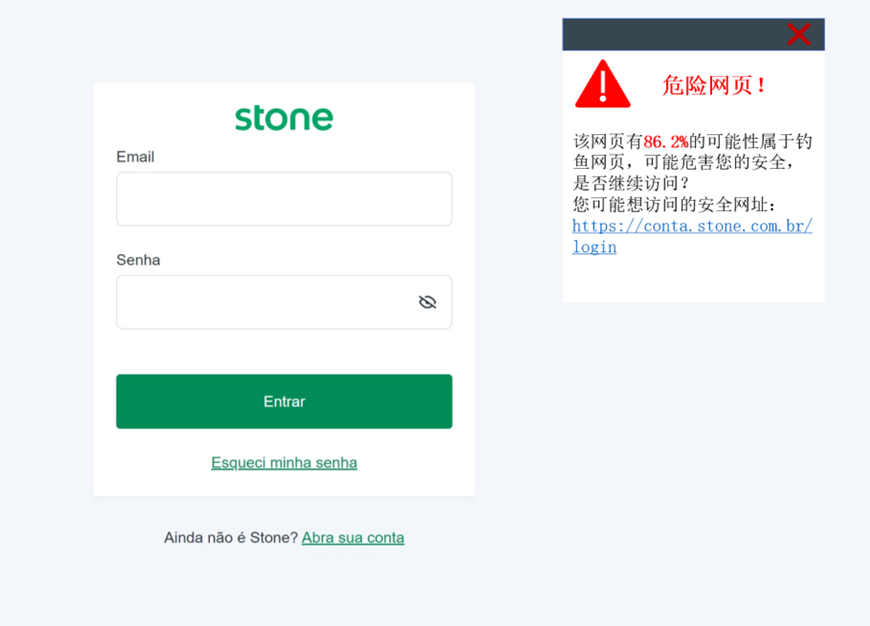 stone
Email
Senha
Entrar
Esqueci minha senha
Ainda não é Stone? Abra sua conta
危险网页！
该网页有86.2%的可能性属于钓
鱼网页，可能危害您的安全，
是否继续访问？
您可能想访问的安全网址：
https://conta.stone.com.br/
login